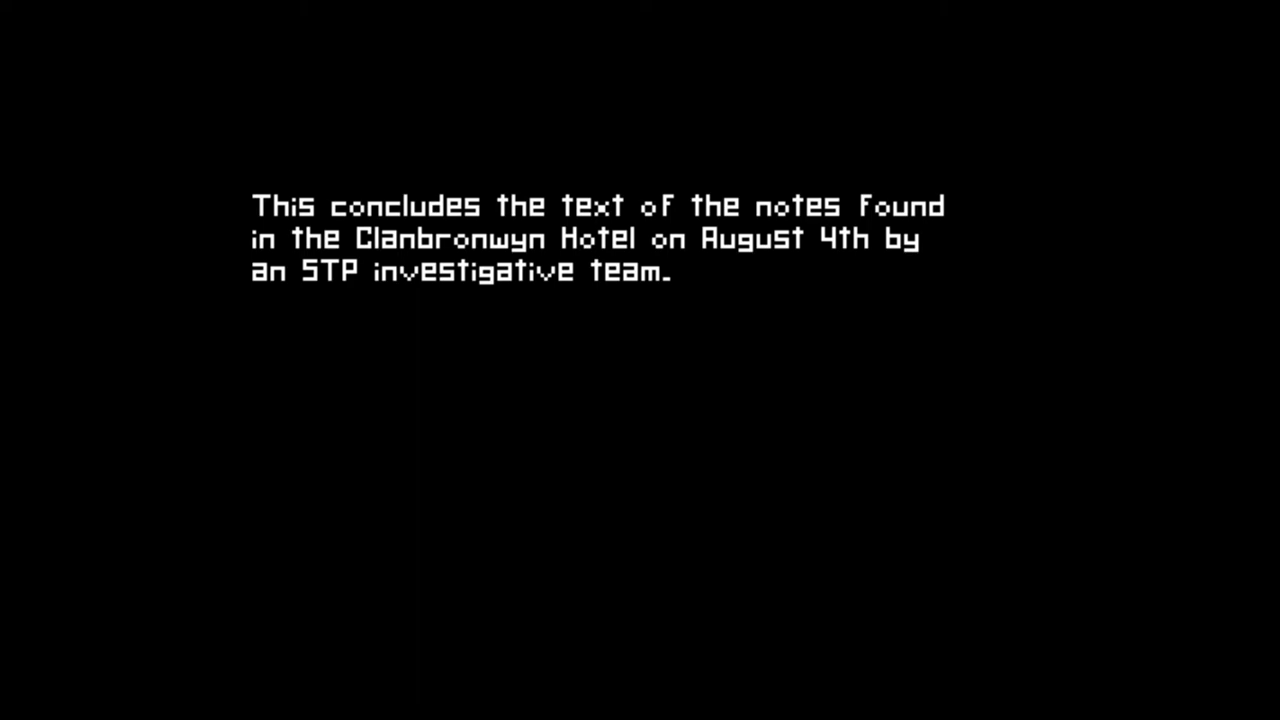 This concludes the text of the notes found
in the Clanbronwyn Hotel on August 4th by
an STP investigative team.